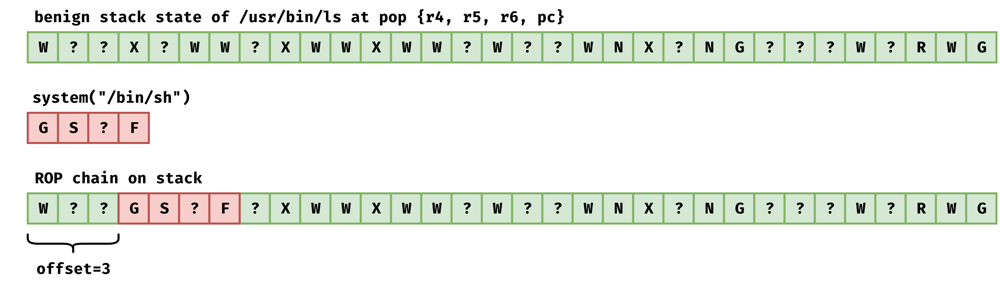 benign stack state of /usr/bin/ls at pop {r4, r5, r6, pc}
W ? ? X ? W W ? X W W X W W ? W ? ? W N X ? N G ? ? ? W ? R W G
system("/bin/sh")
G S ? F
ROP chain on stack
W ? ? G S ? F ? X W W X W W ? W ? ? W N X ? N G ? ? ? W ? R W G
offset=3